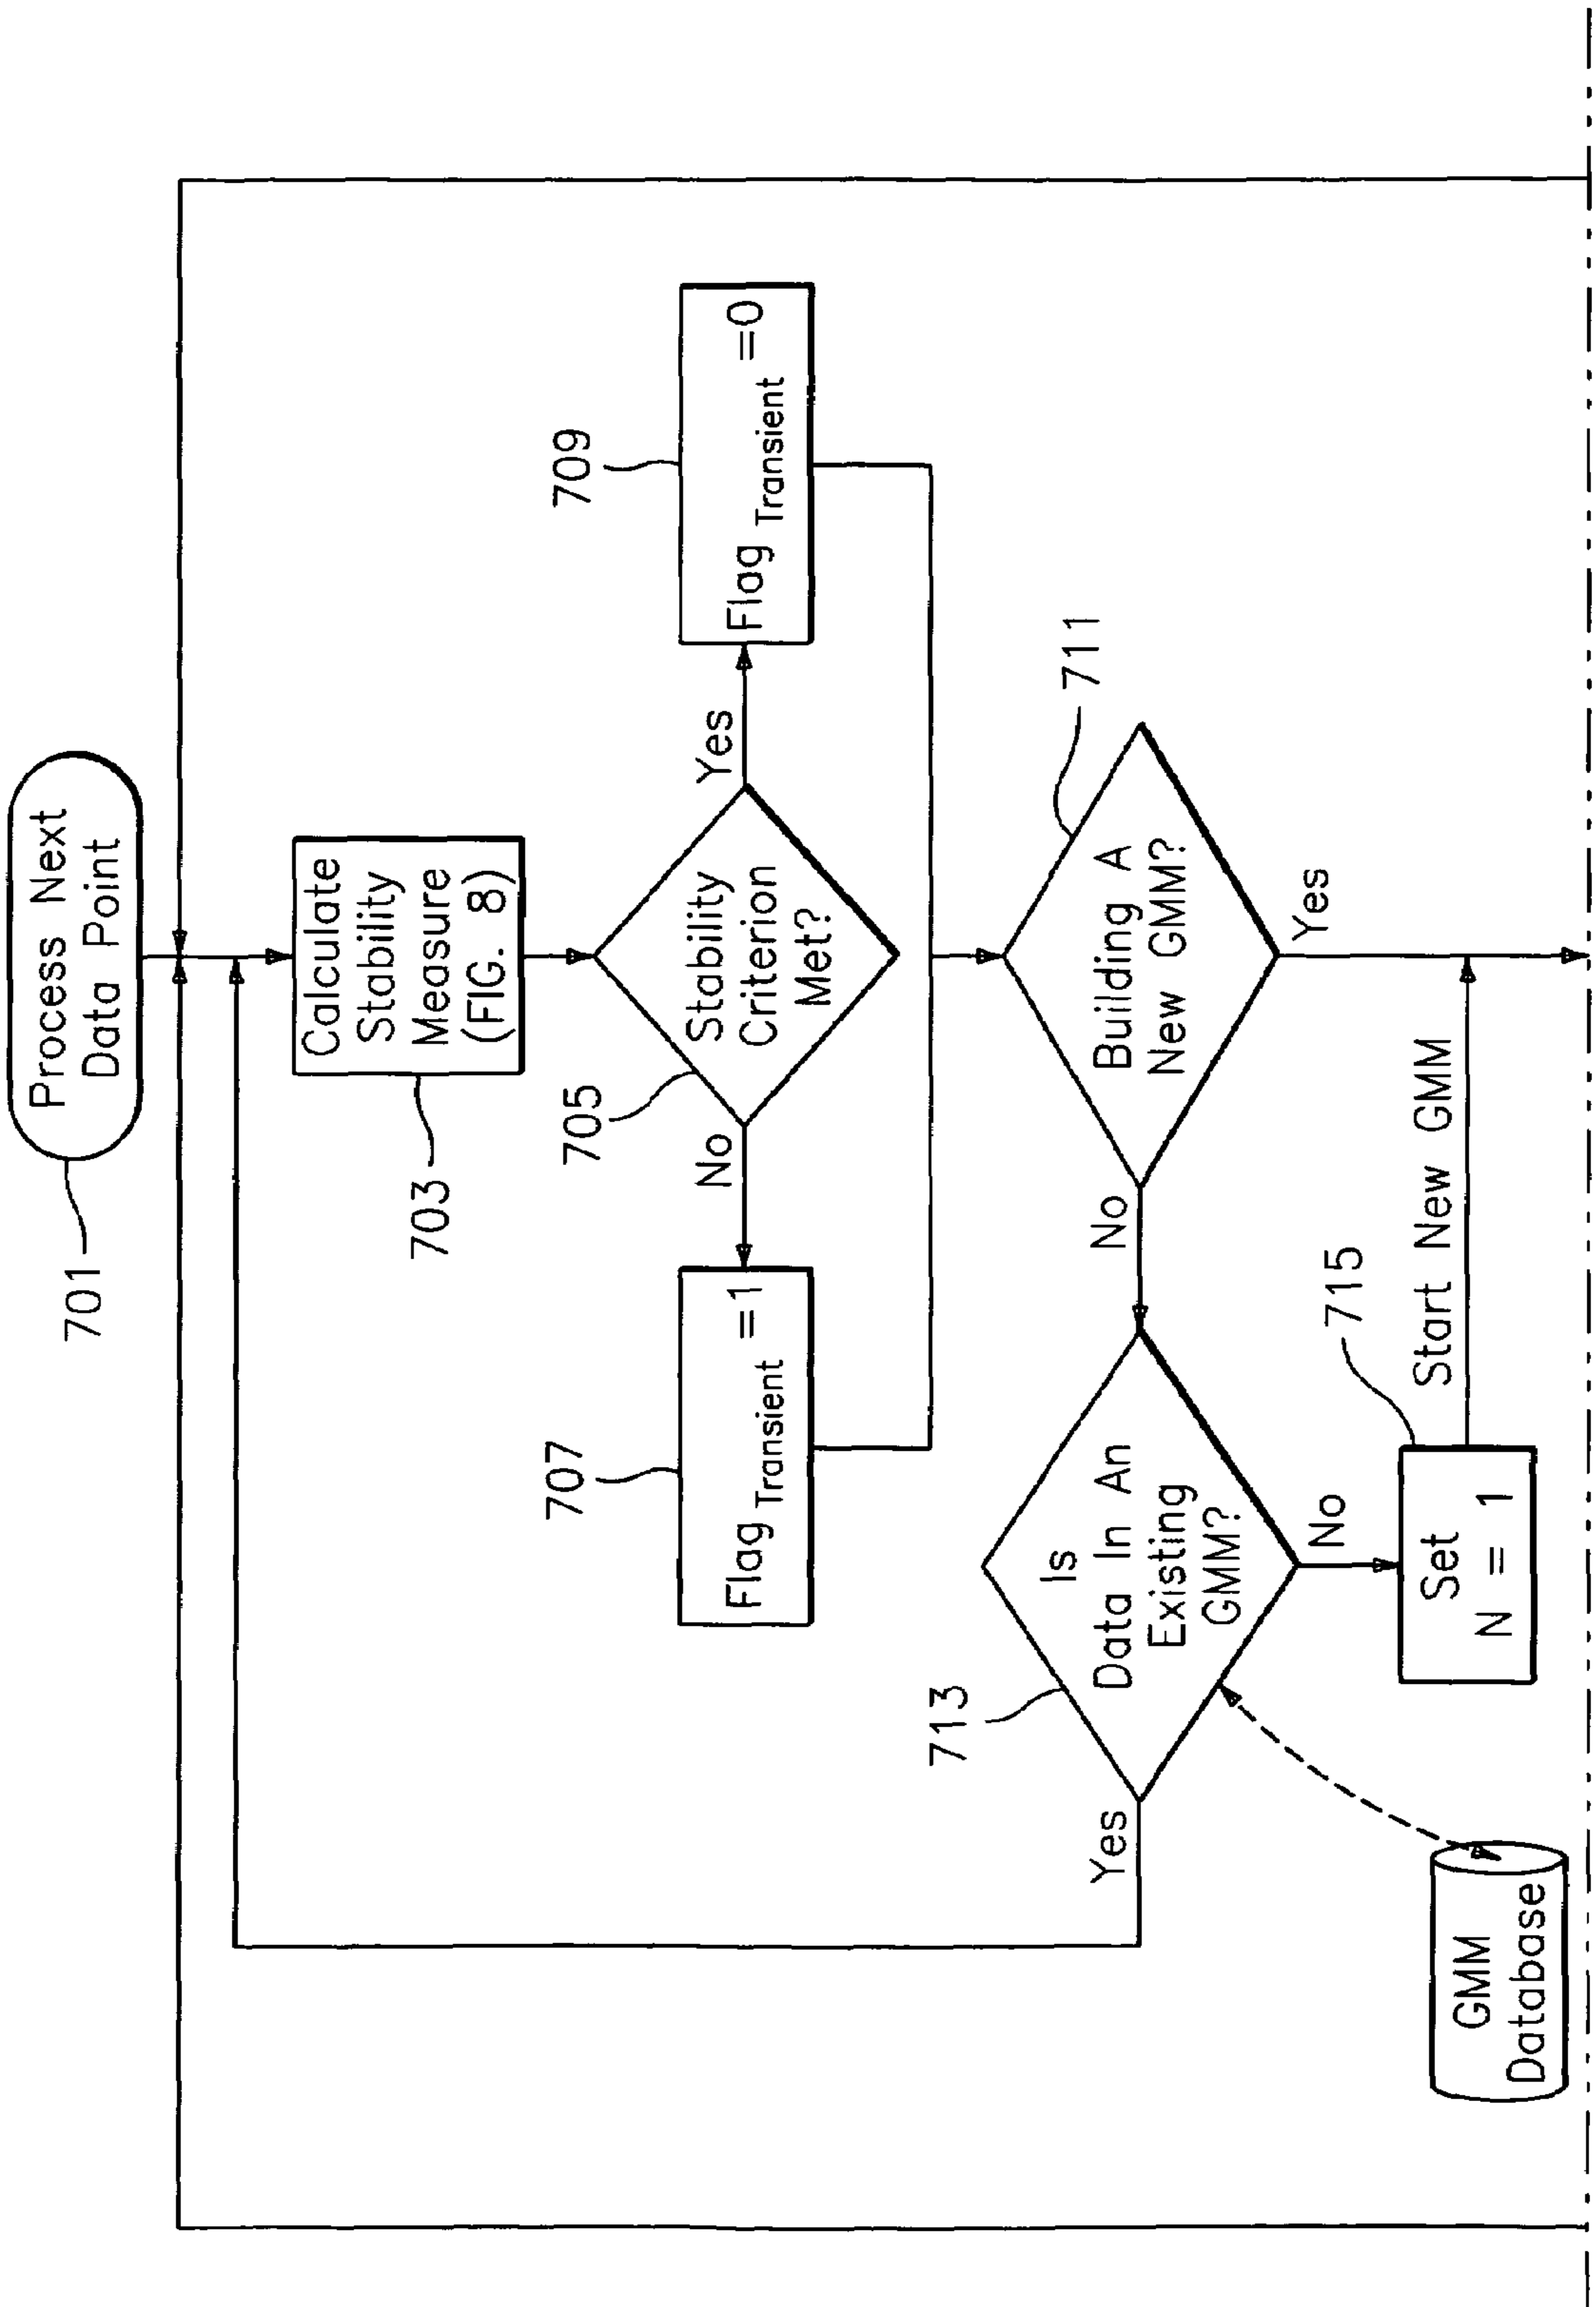 Process Next
Data Point
701
Calculate
Stability
Measure
(FIG. 8)
703
Stability
Criterion
Met?
705
No
Yes
Flag Transient =1
707
Flag Transient =0
709
Building A
New GMM?
711
No
Yes
Is
Data In An
Existing
GMM?
713
Yes
No
Set
N = 1
715
Start New GMM
GMM
Database